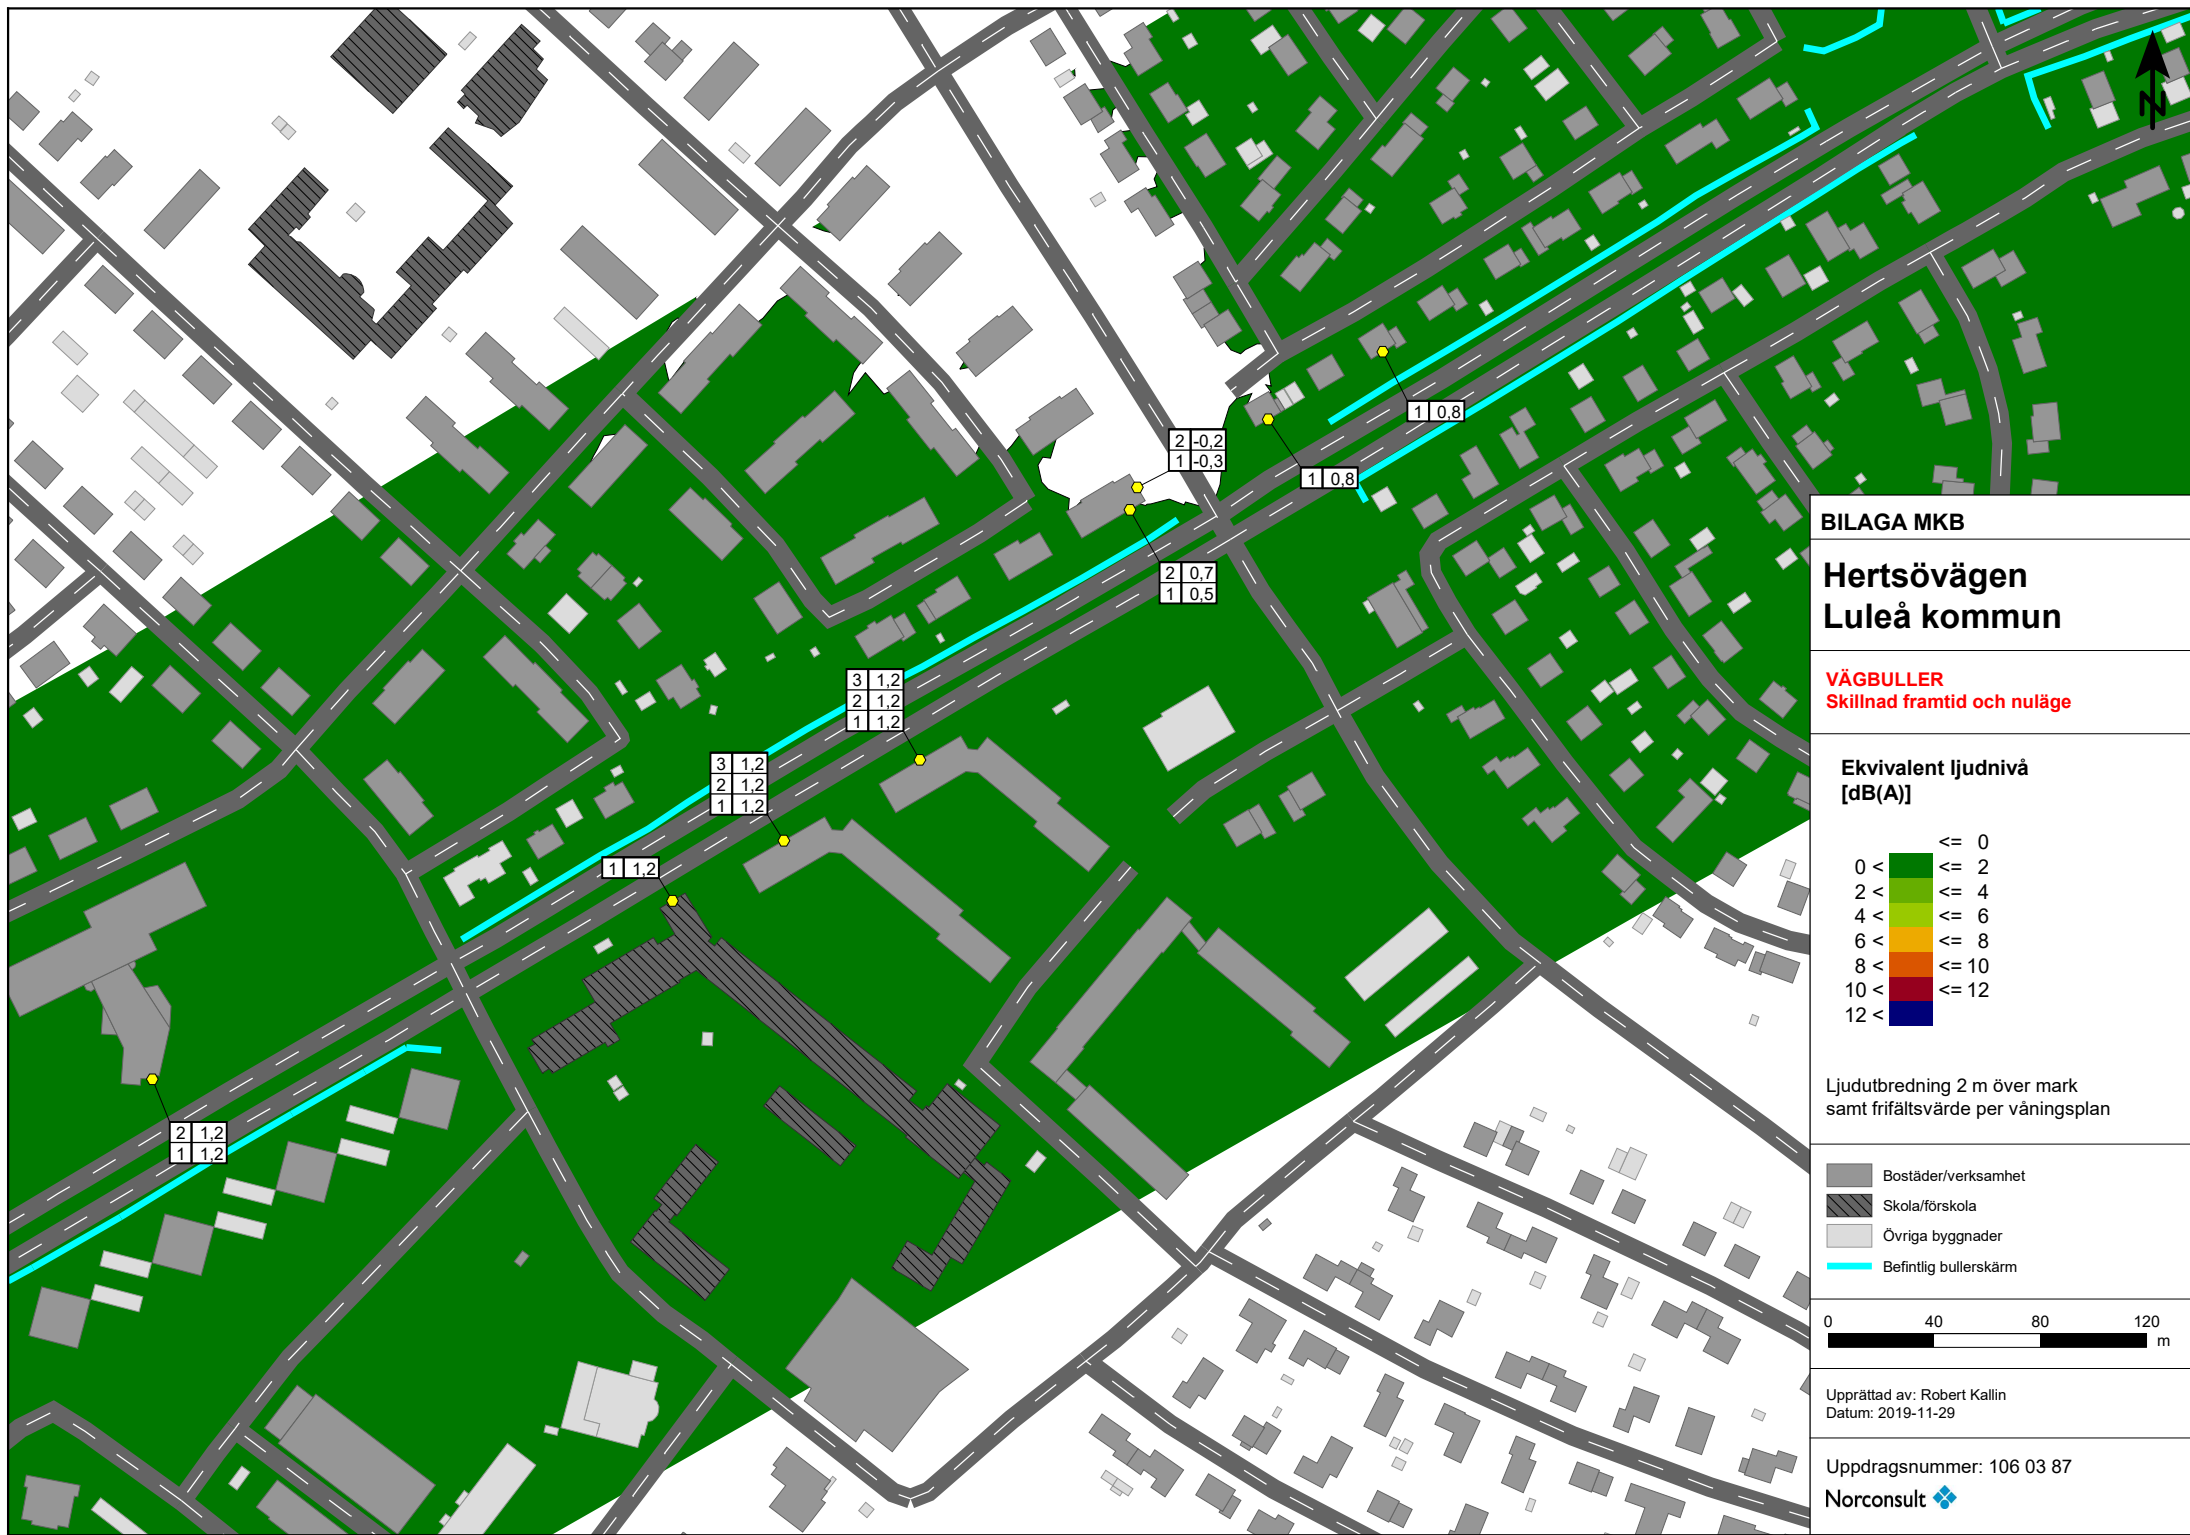 N
1 0,8
2 -0,2
1 -0,3
1 0,8
2 0,7
1 0,5
3 1,2
2 1,2
1 1,2
3 1,2
2 1,2
1 1,2
1 1,2
2 1,2
1 1,2
BILAGA MKB
Hertsövägen
Luleå kommun
VÄGBULLER
Skillnad framtid och nuläge
Ekvivalent ljudnivå
[dB(A)]
<= 0
0 < <= 2
2 < <= 4
4 < <= 6
6 < <= 8
8 < <= 10
10 < <= 12
12 <
Ljudutbredning 2 m över mark
samt frifältsvärde per våningsplan
Bostäder/verksamhet
Skola/förskola
Övriga byggnader
Befintlig bullerskärm
0 40 80 120
m
Upprättad av: Robert Kallin
Datum: 2019-11-29
Uppdragsnummer: 106 03 87
Norconsult